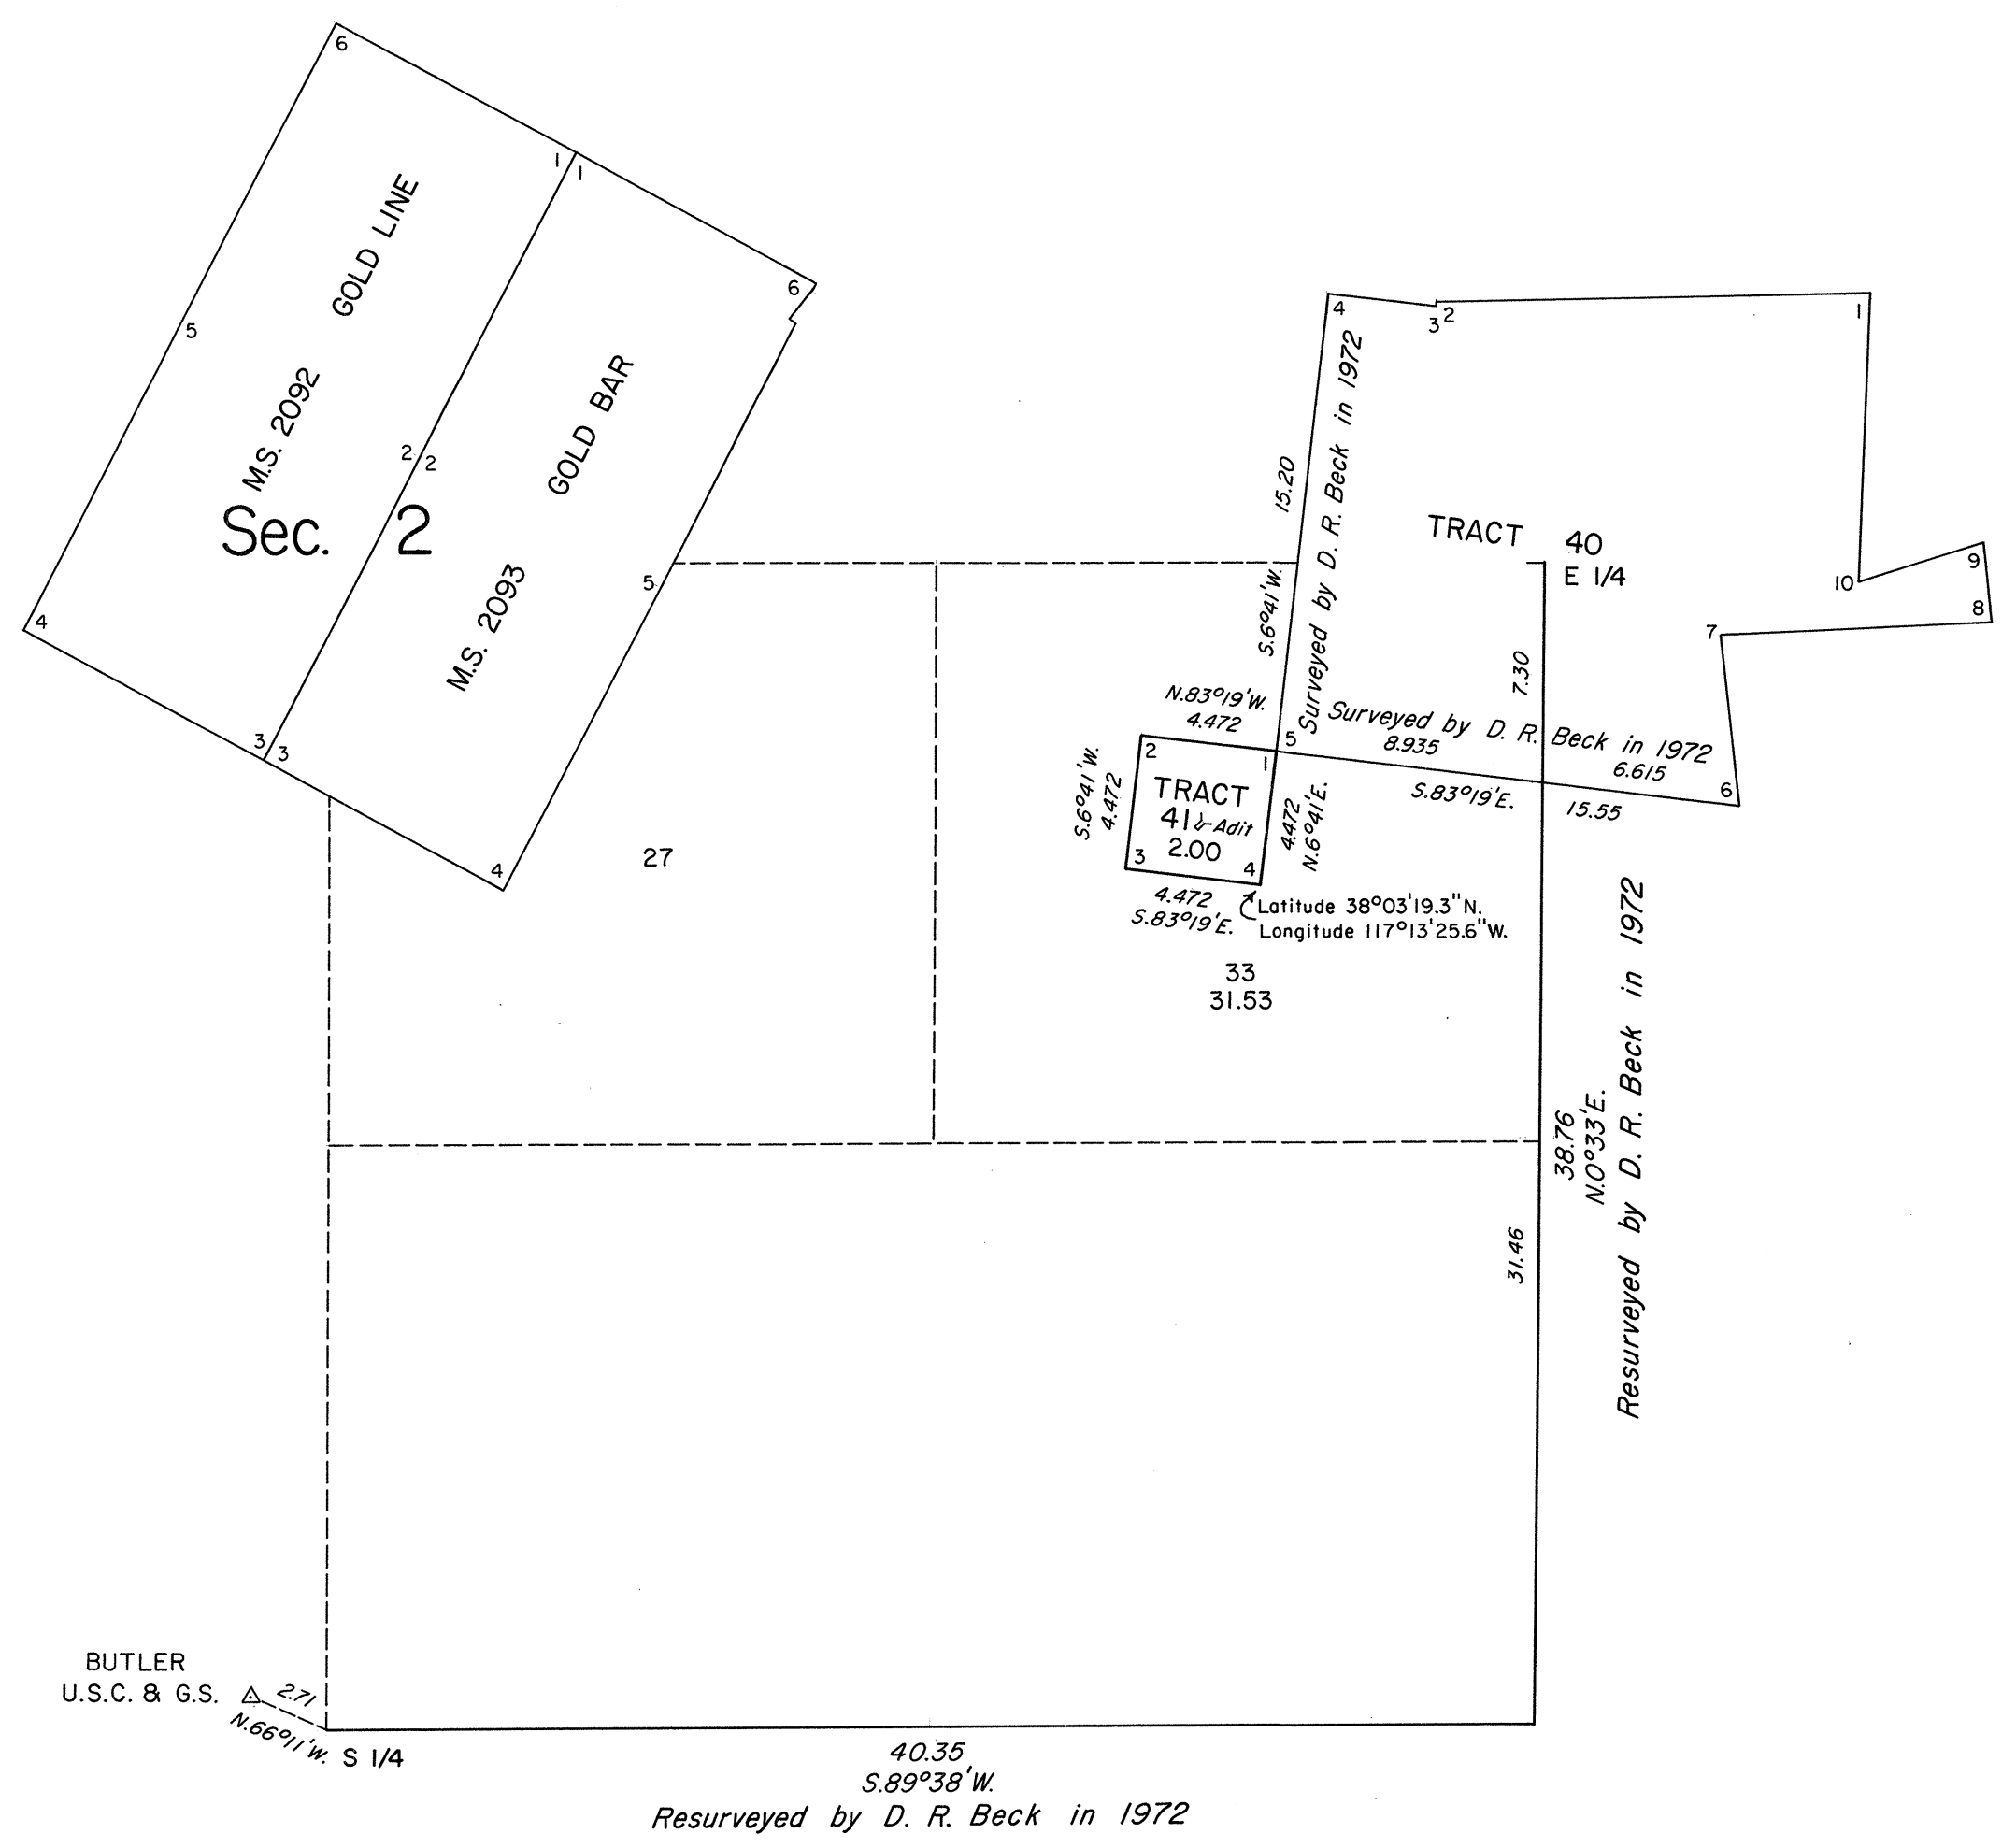 6
1
1
GOLD LINE
6
5
M.S. 2092
GOLD BAR
2
2
Sec. 2
M.S. 2093
5
4
3
3
4
27
4
3
2
1
15.20
Surveyed by D. R. Beck in 1972
TRACT 40
E 1/4
10
9
8
7
S.6°41'W.
7.30
N.83°19'W.
4.472
5
Surveyed by D. R. Beck in 1972
8.935
6.615
6
S.83°19'E.
15.55
2
1
TRACT
41
Adit
2.00
3
4
S.6°41'W.
4.472
4.472
N.6°41'E.
4.472
S.83°19'E.
Latitude 38°03'19.3"N.
Longitude 117°13'25.6"W.
33
31.53
38.76
N.0°33'E.
Resurveyed by D. R. Beck in 1972
31.46
BUTLER
U.S.C. & G.S.
2.71
N.66°11'W.
S 1/4
40.35
S.89°38'W.
Resurveyed by D. R. Beck in 1972